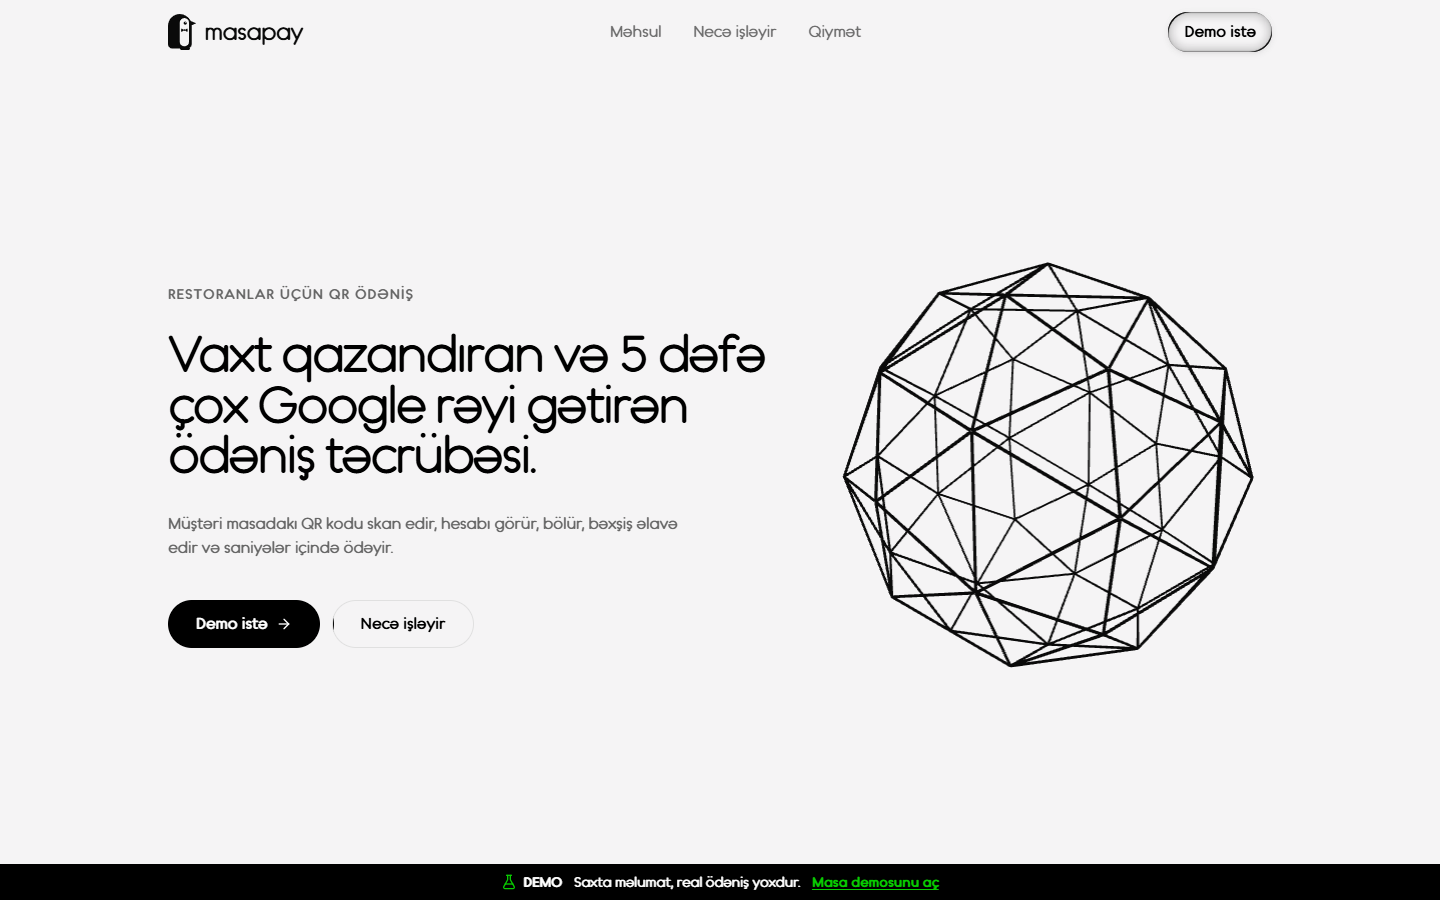 masapay
Məhsul
Necə işləyir
Qiymət
Demo istə
RESTORANLAR ÜÇÜN QR ÖDƏNİŞ
Vaxt qazandıran və 5 dəfə
çox Google rəyi gətirən
ödəniş təcrübəsi.
Müştəri masadakı QR kodu skan edir, hesabı görür, bölür, bəxşiş əlavə
edir və saniyələr içində ödəyir.
Demo istə →
Necə işləyir
DEMO Saxta məlumat, real ödəniş yoxdur. Masa demosunu aç